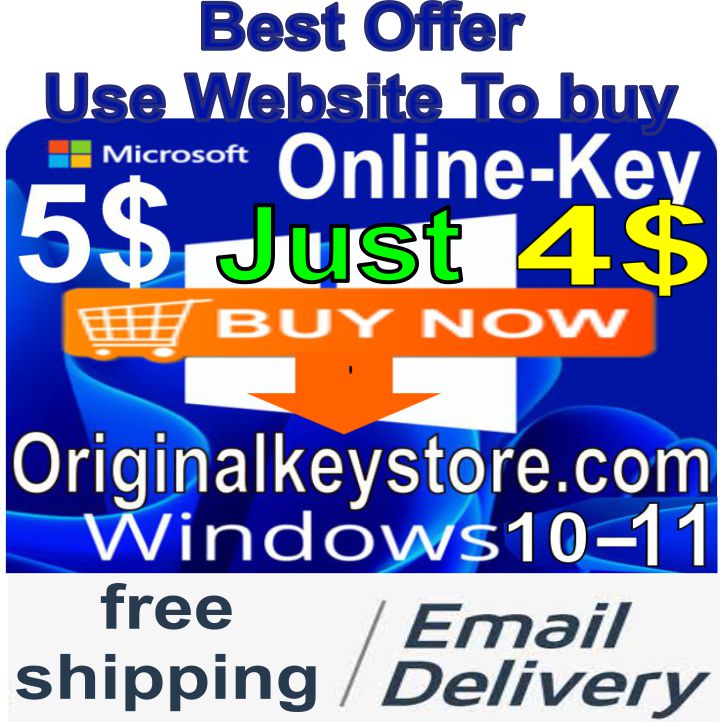 Best Offer
Use Website To buy
Microsoft Online-Key
5$ Just 4$
BUY NOW
Originalkeystore.com
Windows10-11
free shipping
Email Delivery